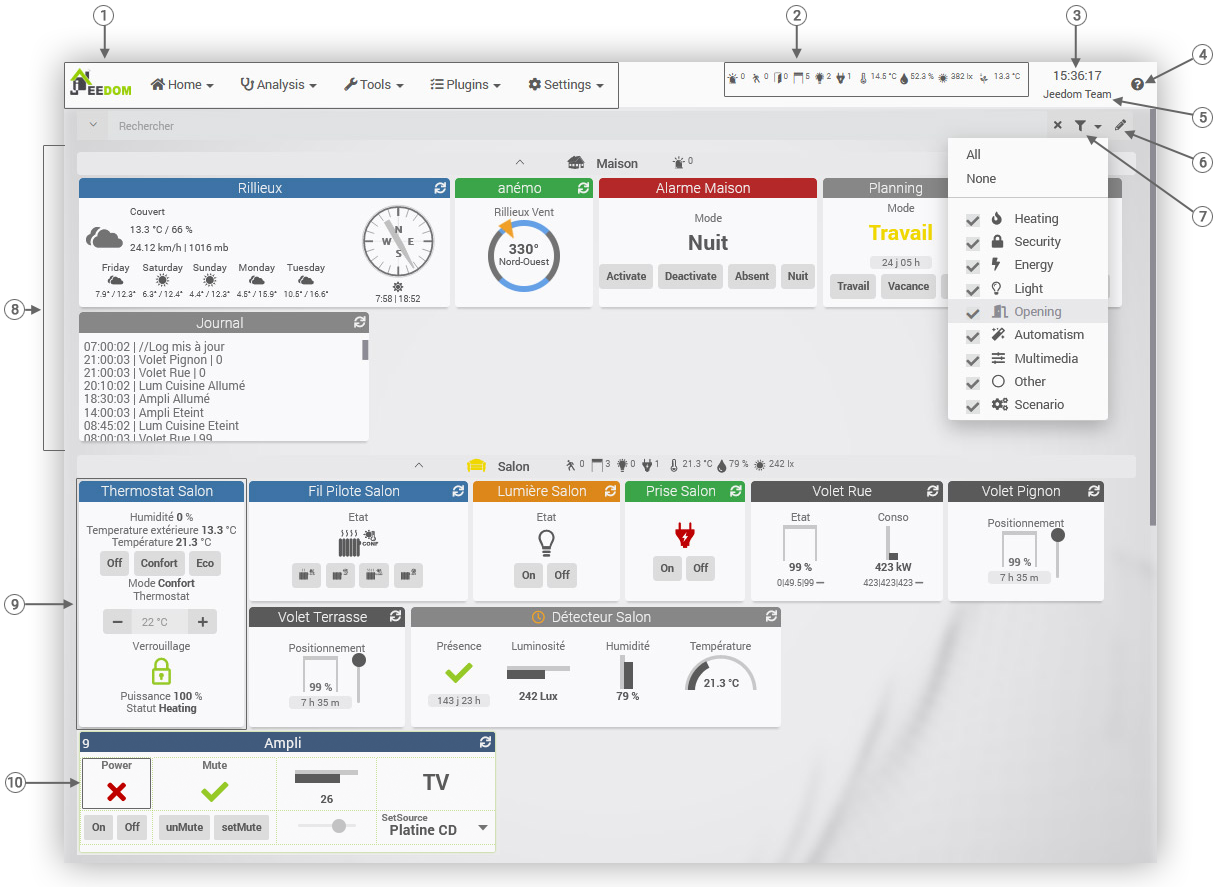 1
2
3
4
5
6
7
8
9
10
JEEDOM
Home
Analysis
Tools
Plugins
Settings
0 0 0 5 2 1 14.5 °C 52.3 % 382 lx 13.3 °C
15:36:17
Jeedom Team
Rechercher
All
None
Heating
Security
Energy
Light
Opening
Automatism
Multimedia
Other
Scenario
Maison 0
Rillieux
Couvert
13.3 °C / 66 %
24.12 km/h | 1016 mb
Friday Saturday Sunday Monday Tuesday
7.9° / 12.3° 6.3° / 12.4° 4.4° / 12.3° 4.5° / 15.9° 10.5° / 16.6°
N
W E
S
7:58 | 18:52
anémo
Rillieux Vent
330°
Nord-Ouest
Alarme Maison
Mode
Nuit
Activate Deactivate Absent Nuit
Planning
Mode
Travail
24 j 05 h
Travail Vacance
Journal
07:00:02 | //Log mis à jour
21:00:03 | Volet Pignon | 0
21:00:03 | Volet Rue | 0
20:10:02 | Lum Cuisine Allumé
18:30:03 | Ampli Allumé
14:00:03 | Ampli Eteint
08:45:02 | Lum Cuisine Eteint
08:00:03 | Volet Rue | 99
Salon 0 3 0 1 21.3 °C 79 % 242 lx
Thermostat Salon
Humidité 0 %
Temperature extérieure 13.3 °C
Température 21.3 °C
Off Confort Eco
Mode Confort
Thermostat
− 22 °C +
Verrouillage
Puissance 100 %
Statut Heating
Fil Pilote Salon
Etat
CONF
Lumière Salon
Etat
On Off
Prise Salon
On Off
Volet Rue
Etat Conso
99 % 423 kW
0|49.5|99 — 423|423|423 —
Volet Pignon
Positionnement
99 %
7 h 35 m
Volet Terrasse
Positionnement
99 %
7 h 35 m
Détecteur Salon
Présence Luminosité Humidité Température
143 j 23 h 242 Lux 79 % 21.3 °C
9 Ampli
Power Mute
26
TV
On Off unMute setMute
SetSource
Platine CD